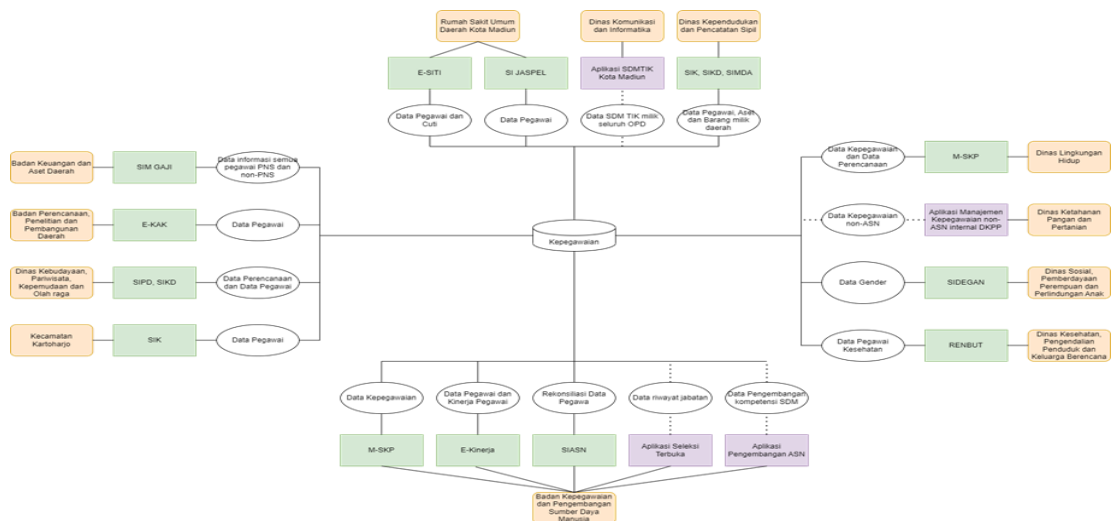 Rumah Sakit Umum
Daerah Kota Madiun
Dinas Komunikasi
dan Informatika
Dinas Kependudukan
dan Pencatatan Sipil
E-SITI
SI JASPEL
Aplikasi SDMTIK
Kota Madiun
SIK, SIKD, SIMDA
Data Pegawai dan
Cuti
Data Pegawai
Data SDM TIK milik
seluruh OPD
Data Pegawai, Aset
dan Barang milik
daerah
Badan Keuangan dan
Aset Daerah
SIM GAJI
Data informasi semua
pegawai PNS dan
non-PNS
Badan Perencanaan,
Penelitian dan
Pembangunan
Daerah
E-KAK
Data Pegawai
Dinas Kebudayaan,
Pariwisata,
Kepemudaan dan
Olah raga
SIPD, SIKD
Data Perencanaan
dan Data Pegawai
Kecamatan
Kartoharjo
SIK
Data Pegawai
Kepegawaian
Data Kepegawaian
dan Data
Perencanaan
M-SKP
Dinas Lingkungan
Hidup
Data Kepegawaian
non-ASN
Aplikasi Manajemen
Kepegawaian non-
ASN internal DKPP
Dinas Ketahanan
Pangan dan
Pertanian
Data Gender
SIDEGAN
Dinas Sosial,
Pemberdayaan
Perempuan dan
Perlindungan Anak
Data Pegawai
Kesehatan
RENBUT
Dinas Kesehatan,
Pengendalian
Penduduk dan
Keluarga Berencana
Data Kepegawaian
Data Pegawai dan
Kinerja Pegawai
Rekonsiliasi Data
Pegawa
Data riwayat jabatan
Data Pengembangan
kompetensi SDM
M-SKP
E-Kinerja
SIASN
Aplikasi Seleksi
Terbuka
Aplikasi
Pengembangan ASN
Badan Kepegawaian
dan Pengembangan
Sumber Daya
Manusia